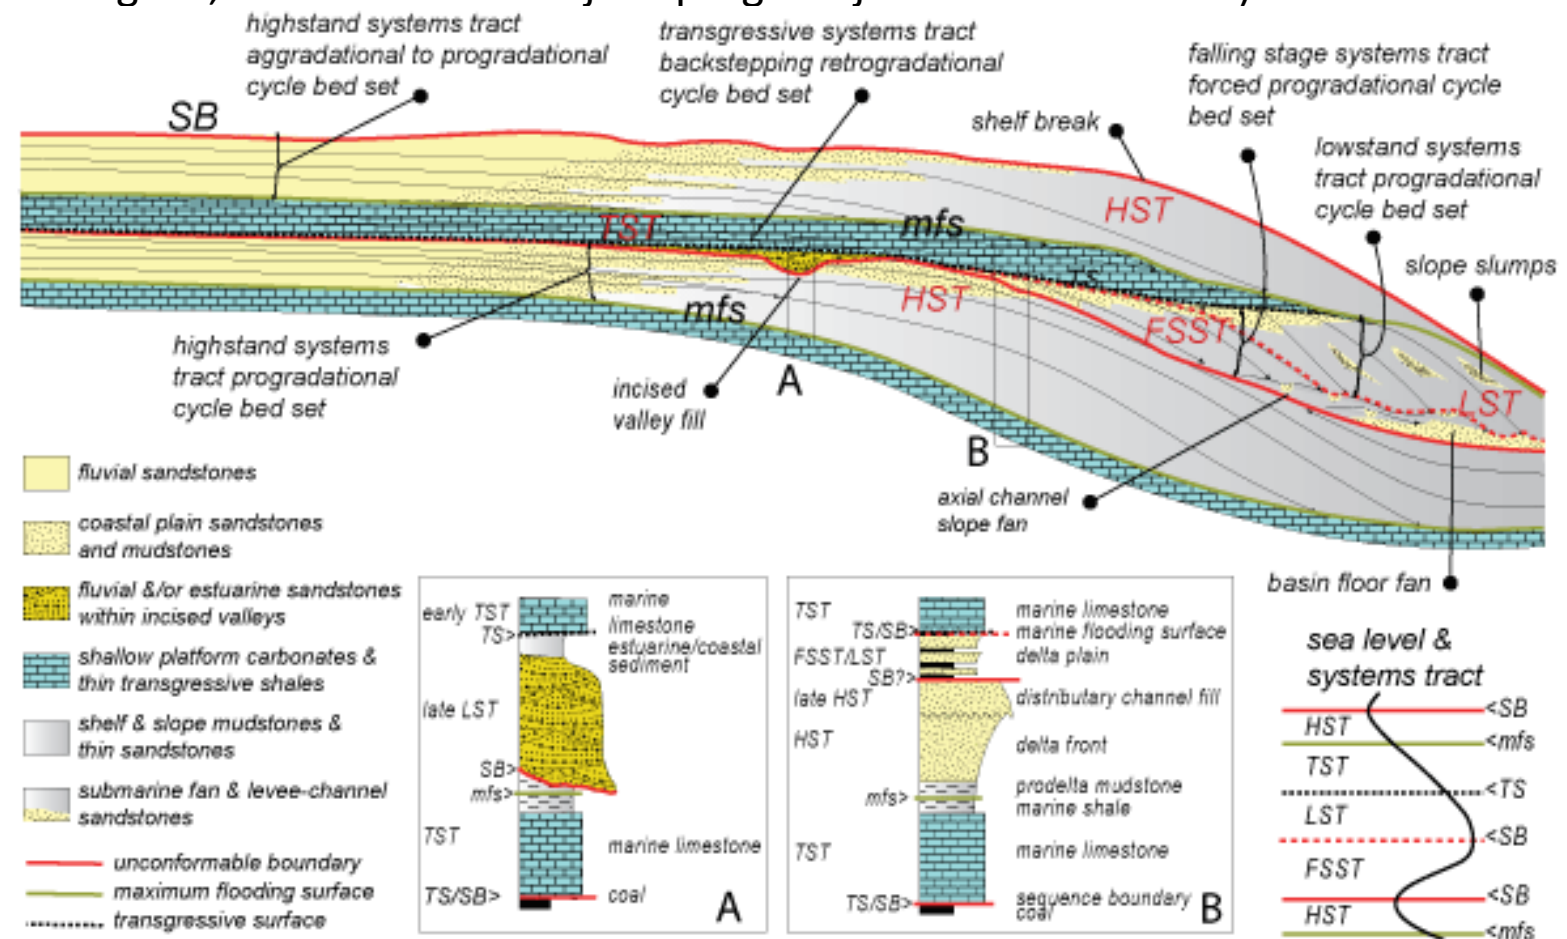 highstand systems tract
aggradational to progradational
cycle bed set
transgressive systems tract
backstepping retrogradational
cycle bed set
falling stage systems tract
forced progradational cycle
bed set
shelf break
lowstand systems
tract progradational
cycle bed set
slope slumps
SB
HST
TST
mfs
TS
HST
mfs
FSST
LST
highstand systems
tract progradational
cycle bed set
incised
valley fill
A
B
axial channel
slope fan
basin floor fan
fluvial sandstones
coastal plain sandstones
and mudstones
fluvial &/or estuarine sandstones
within incised valleys
shallow platform carbonates &
thin transgressive shales
shelf & slope mudstones &
thin sandstones
submarine fan & levee-channel
sandstones
unconformable boundary
maximum flooding surface
transgressive surface
early TST
TS>
late LST
SB>
mfs>
TST
TS/SB>
marine
limestone
estuarine/coastal
sediment
marine limestone
coal
A
TST
TS/SB>
FSST/LST
SB?>
late HST
HST
mfs>
TST
TS/SB>
marine limestone
marine flooding surface
delta plain
distributary channel fill
delta front
prodelta mudstone
marine shale
marine limestone
sequence boundary
coal
B
sea level &
systems tract
<SB
HST
<mfs
TST
<TS
LST
<SB
FSST
<SB
HST
<mfs